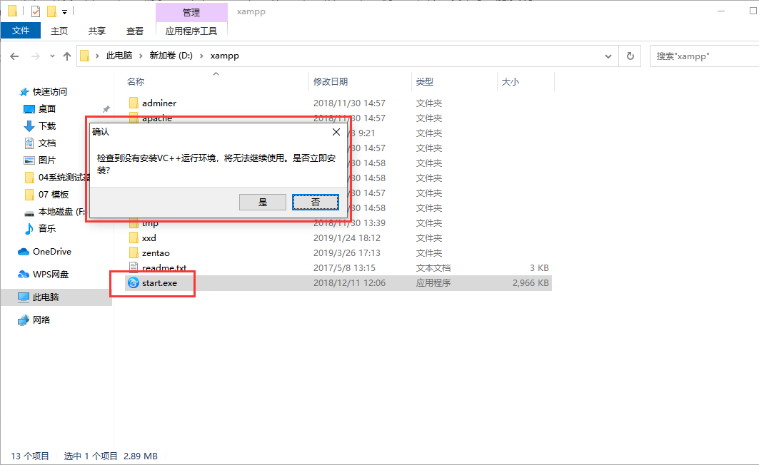 管理
xampp
文件 主页 共享 查看 应用程序工具
此电脑 新加卷 (D:) xampp
搜索"xampp"
名称 修改日期 类型 大小
快速访问
桌面
下载
文档
图片
04系统测试
07 模板
本地磁盘 (F:
音乐
OneDrive
WPS网盘
此电脑
网络
adminer 2018/11/30 14:57 文件夹
apache 2018/11/30 14:57 文件夹
3 9:21 文件夹
30 14:57 文件夹
30 14:58 文件夹
30 14:58 文件夹
30 14:57 文件夹
30 14:58 文件夹
tmp 2018/11/30 13:39 文件夹
xxd 2019/1/24 18:12 文件夹
zentao 2019/3/26 17:13 文件夹
readme.txt 2017/5/8 13:15 文本文档 3 KB
start.exe 2018/12/11 12:06 应用程序 2,966 KB
确认
检查到没有安装VC++运行环境，将无法继续使用。是否立即安
装?
是 否
13 个项目 选中 1 个项目 2.89 MB